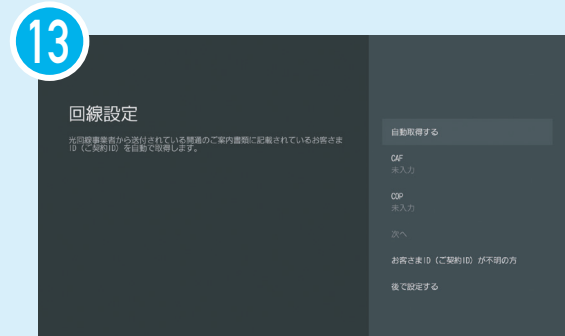 13
回線設定
光回線事業者から送付されている開通のご案内書類に記載されているお客さま
ID（ご契約ID）を自動で取得します。
自動取得する
CAF
未入力
COP
未入力
次へ
お客さまID（ご契約ID）が不明の方
後で設定する